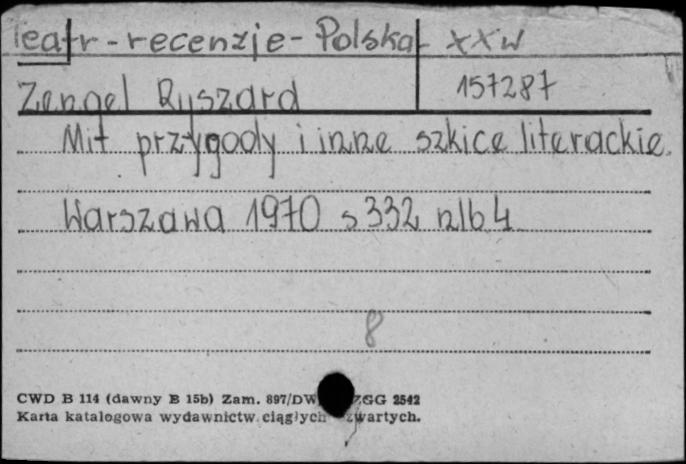 Teatr - recenzje - Polska - XXw
Zengel Ryszard 157287
Mit przygody i inne szkice literackie.
Warszawa 1970 s 332 nlb 4
8
CWD B 114 (dawny B 15b) Zam. 897/DW ZGG 2542
Karta katalogowa wydawnictw ciągłych zwartych.